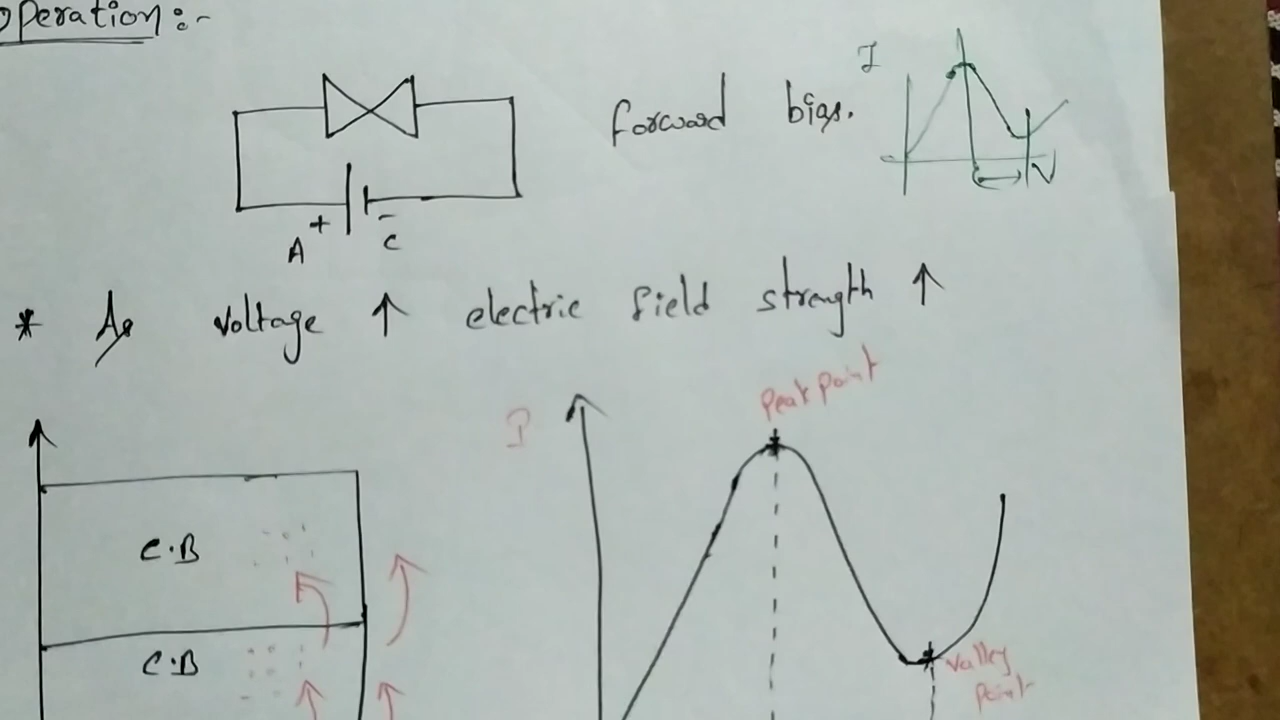 Operation:-
forward bias.
I
V
A + - C
* As voltage ↑ electric field strength ↑
Peak point
I
C.B
C.B
valley
point